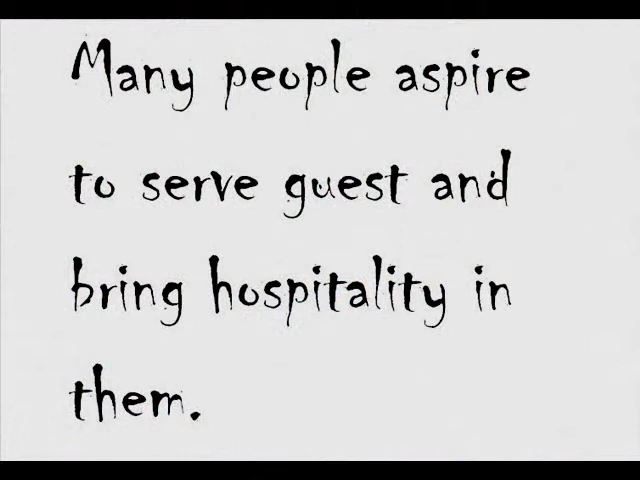 Many people aspire
to serve guest and
bring hospitality in
them.